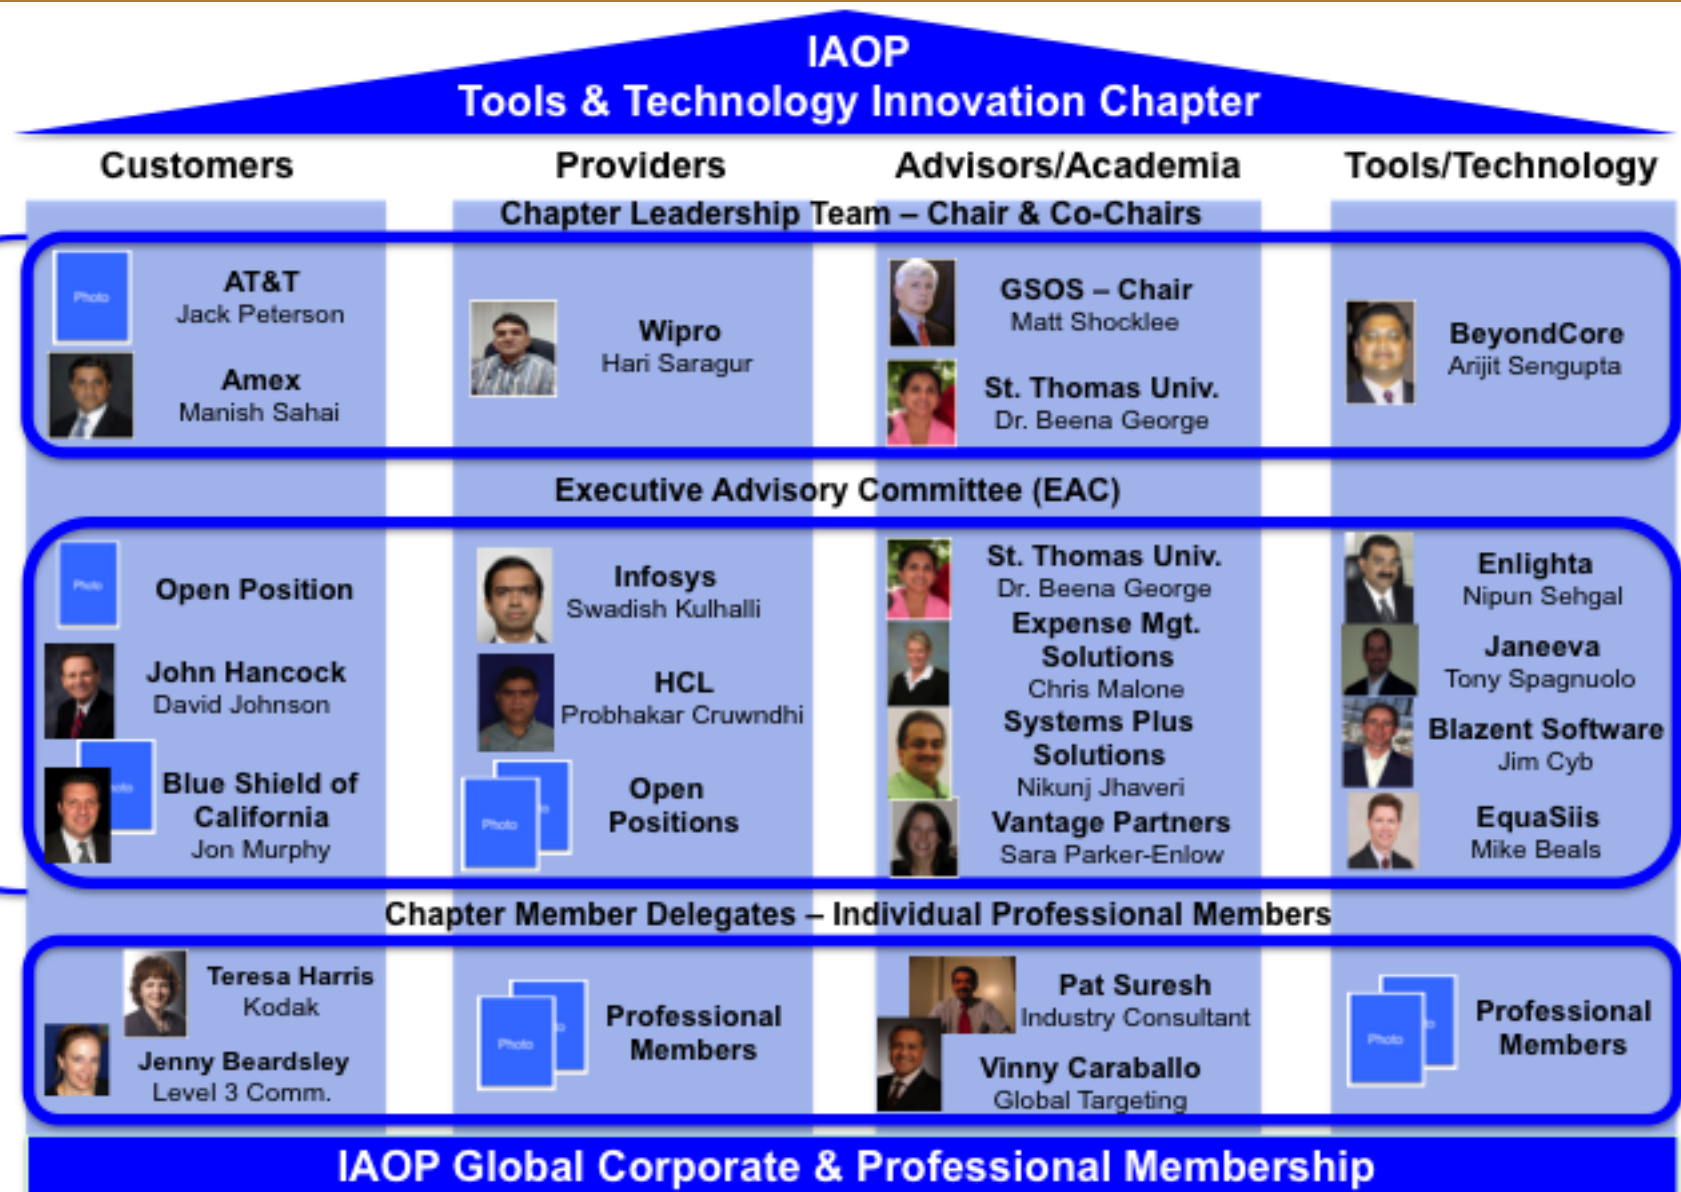 IAOP
Tools & Technology Innovation Chapter
Customers
Providers
Advisors/Academia
Tools/Technology
Chapter Leadership Team – Chair & Co-Chairs
Photo
AT&T
Jack Peterson
Amex
Manish Sahai
Wipro
Hari Saragur
GSOS – Chair
Matt Shocklee
St. Thomas Univ.
Dr. Beena George
BeyondCore
Arijit Sengupta
Executive Advisory Committee (EAC)
Photo
Open Position
John Hancock
David Johnson
oto
Blue Shield of
California
Jon Murphy
Infosys
Swadish Kulhalli
HCL
Probhakar Cruwndhi
Photo
to
Open
Positions
St. Thomas Univ.
Dr. Beena George
Expense Mgt.
Solutions
Chris Malone
Systems Plus
Solutions
Nikunj Jhaveri
Vantage Partners
Sara Parker-Enlow
Enlighta
Nipun Sehgal
Janeeva
Tony Spagnuolo
Blazent Software
Jim Cyb
EquaSiis
Mike Beals
Chapter Member Delegates – Individual Professional Members
Teresa Harris
Kodak
Jenny Beardsley
Level 3 Comm.
Photo
to
Professional
Members
Pat Suresh
Industry Consultant
Vinny Caraballo
Global Targeting
Photo
to
Professional
Members
IAOP Global Corporate & Professional Membership